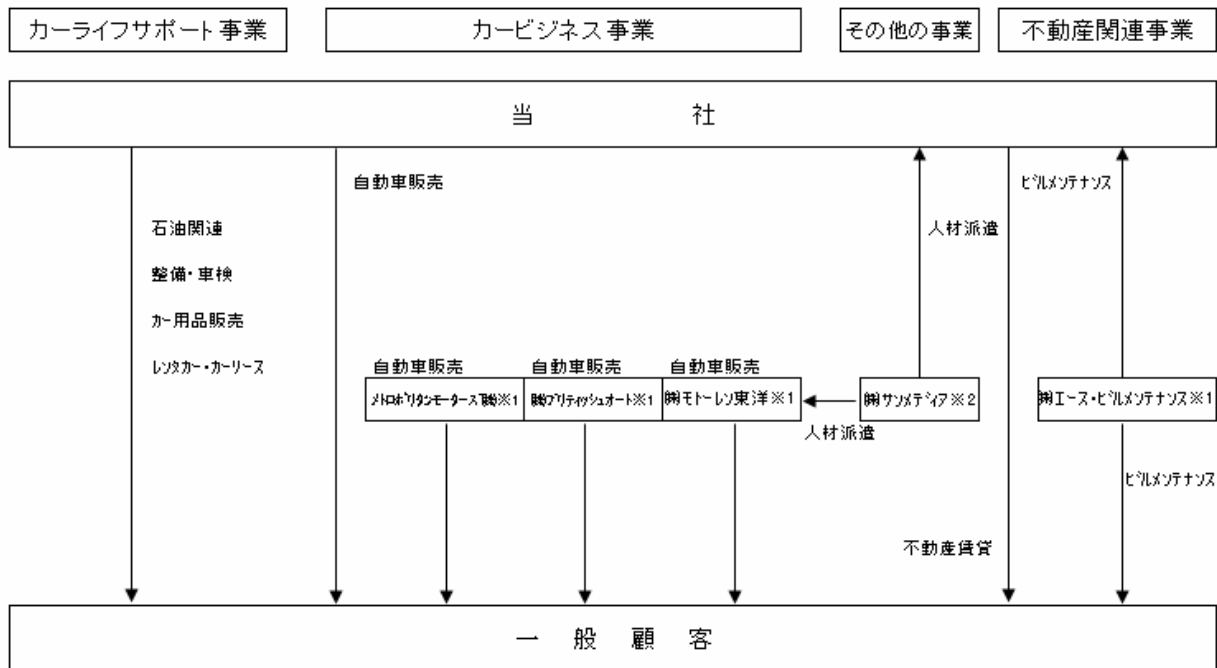 カーライフサポート事業
カービジネス事業
その他の事業
不動産関連事業
当 社
自動車販売
ビルメンテナンス
石油関連
人材派遣
整備・車検
カー用品販売
レンタカー・カーリース
自動車販売
自動車販売
自動車販売
メトロポリタンモータース㈱※1
㈱ブリティッシュオート※1
㈱モトーレン東洋※1
㈱サンメディア※2
㈱エース・ビルメンテナンス※1
人材派遣
ビルメンテナンス
不動産賃貸
一 般 顧 客